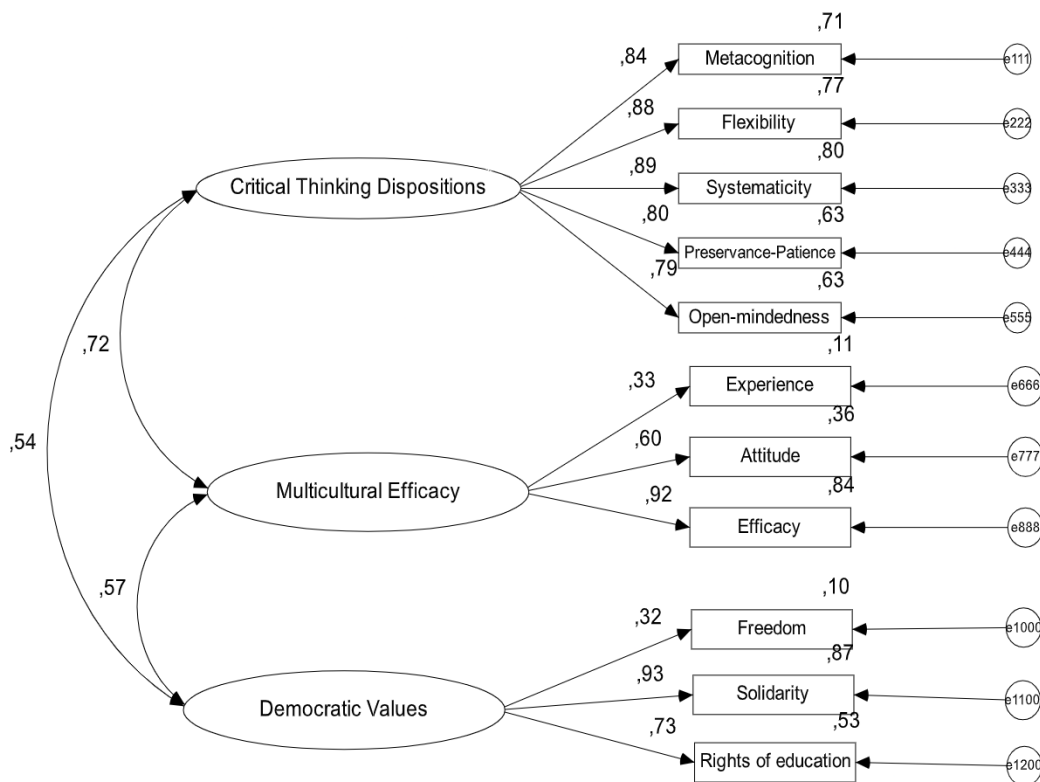 ,71
,84
Metacognition
e111
,77
,88
Flexibility
e222
,80
,89
Critical Thinking Dispositions
Systematicity
e333
,63
,80
Preservance-Patience
e444
,63
,79
Open-mindedness
e555
,11
,72
,33
Experience
e666
,36
,54
,60
Attitude
e777
,84
Multicultural Efficacy
,92
Efficacy
e888
,57
,10
,32
Freedom
e1000
,87
,93
Solidarity
e1100
Democratic Values
,53
,73
Rights of education
e1200